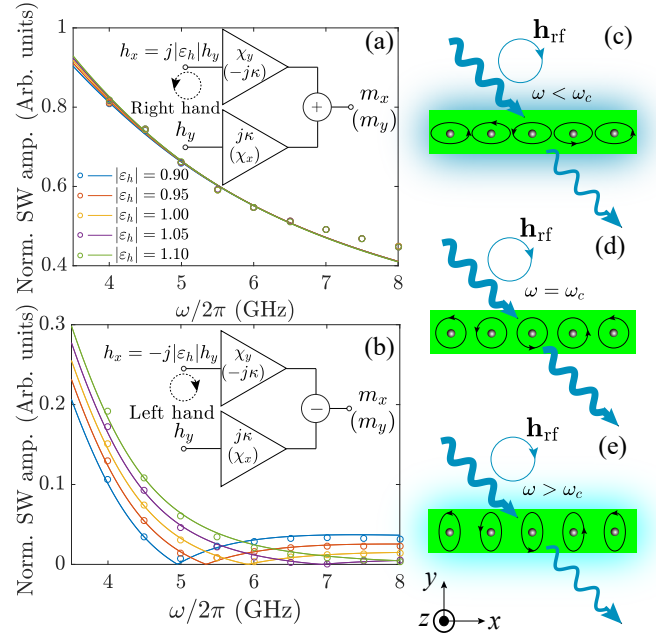 (a)
Norm. SW amp. (Arb. units)
1
0.8
0.6
0.4
h_x = j|ε_h|h_y
χ_y
(−jκ)
Right hand
h_y
jκ
(χ_x)
+
m_x
(m_y)
|ε_h| = 0.90
|ε_h| = 0.95
|ε_h| = 1.00
|ε_h| = 1.05
|ε_h| = 1.10
4 5 6 7 8
ω/2π (GHz)
(b)
Norm. SW amp. (Arb. units)
0.3
0.2
0.1
0
h_x = −j|ε_h|h_y
χ_y
(−jκ)
Left hand
h_y
jκ
(χ_x)
−
m_x
(m_y)
4 5 6 7 8
ω/2π (GHz)
(c)
h_rf
ω < ω_c
(d)
h_rf
ω = ω_c
(e)
h_rf
ω > ω_c
y
z
x